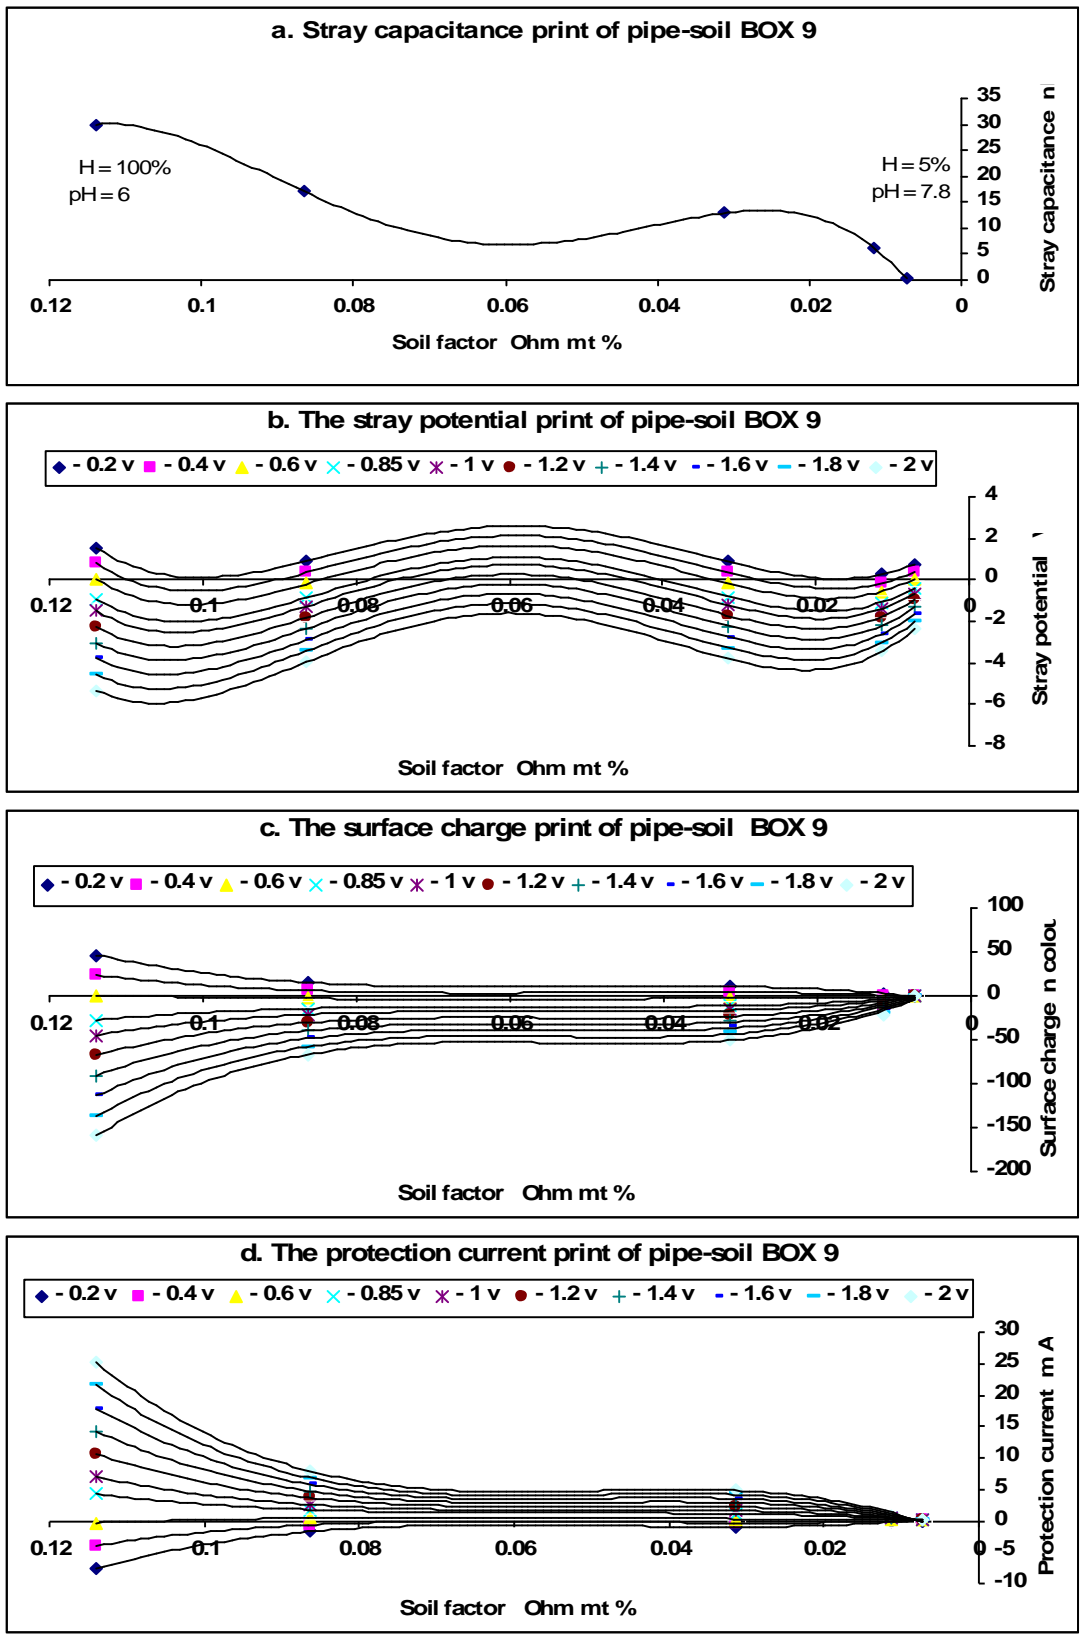 a. Stray capacitance print of pipe-soil BOX 9
35
30
25
20
15
10
5
0
Stray capacitance n
H = 100%
pH = 6
H = 5%
pH = 7.8
0.12 0.1 0.08 0.06 0.04 0.02 0
Soil factor Ohm mt %
b. The stray potential print of pipe-soil BOX 9
- 0.2 v - 0.4 v - 0.6 v - 0.85 v - 1 v - 1.2 v - 1.4 v - 1.6 v - 1.8 v - 2 v
4
2
0
-2
-4
-6
-8
Stray potential
0.12 0.1 0.08 0.06 0.04 0.02 0
Soil factor Ohm mt %
c. The surface charge print of pipe-soil BOX 9
- 0.2 v - 0.4 v - 0.6 v - 0.85 v - 1 v - 1.2 v - 1.4 v - 1.6 v - 1.8 v - 2 v
100
50
0
-50
-100
-150
-200
Surface charge n colou
0.12 0.1 0.08 0.06 0.04 0.02 0
Soil factor Ohm mt %
d. The protection current print of pipe-soil BOX 9
- 0.2 v - 0.4 v - 0.6 v - 0.85 v - 1 v - 1.2 v - 1.4 v - 1.6 v - 1.8 v - 2 v
30
25
20
15
10
5
0
-5
-10
Protection current m A
0.12 0.1 0.08 0.06 0.04 0.02 0
Soil factor Ohm mt %